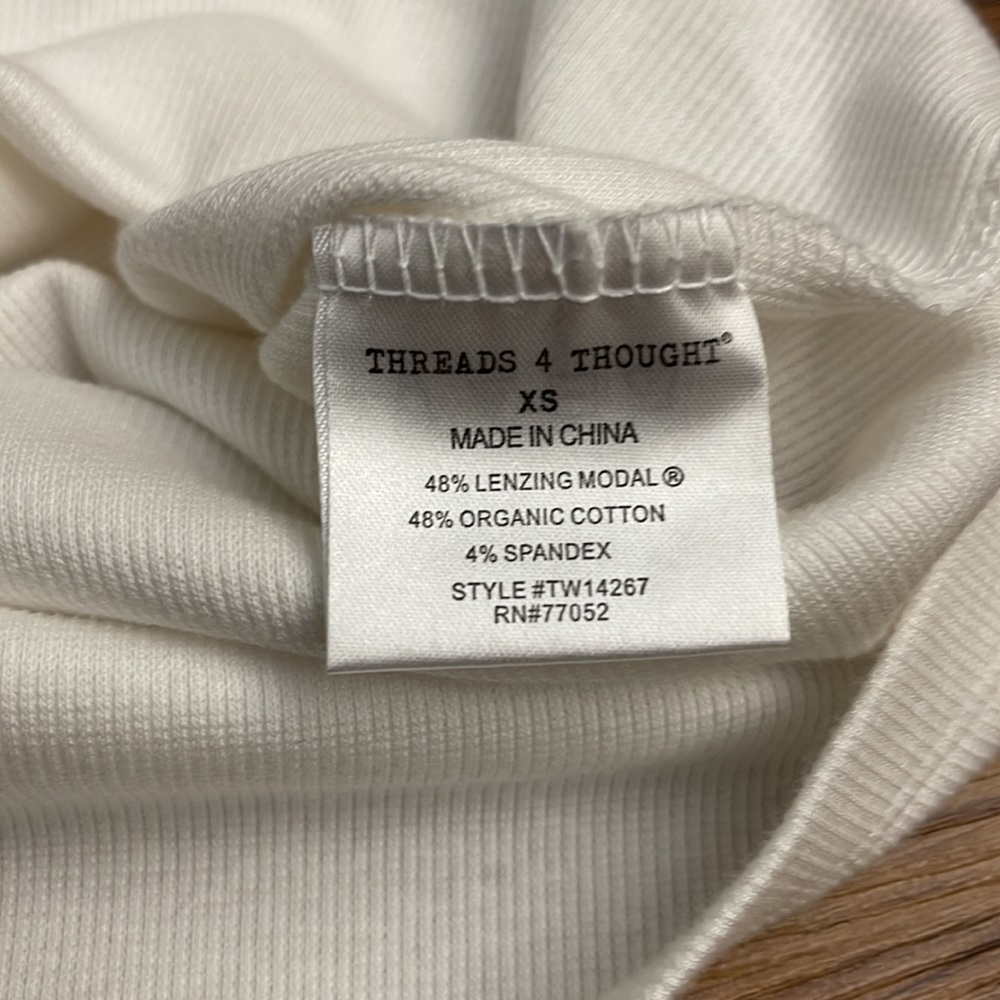 THREADS 4 THOUGHT®
XS
MADE IN CHINA
48% LENZING MODAL®
48% ORGANIC COTTON
4% SPANDEX
STYLE #TW14267
RN#77052